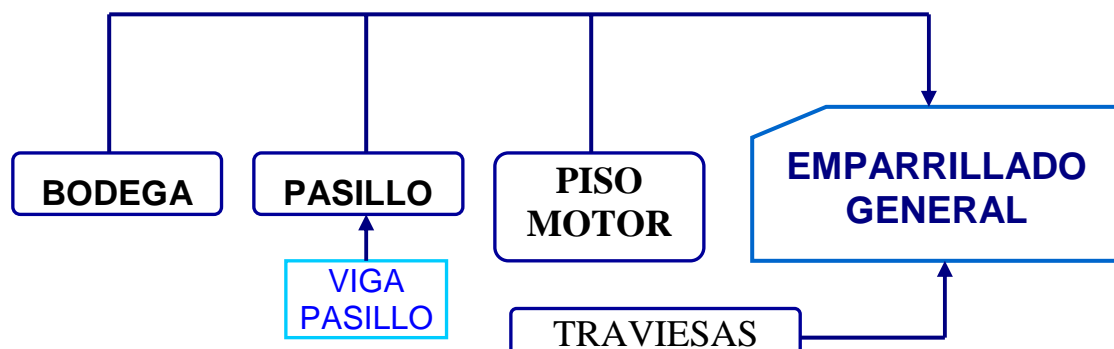 BODEGA
PASILLO
PISO
MOTOR
EMPARRILLADO
GENERAL
VIGA
PASILLO
TRAVIESAS